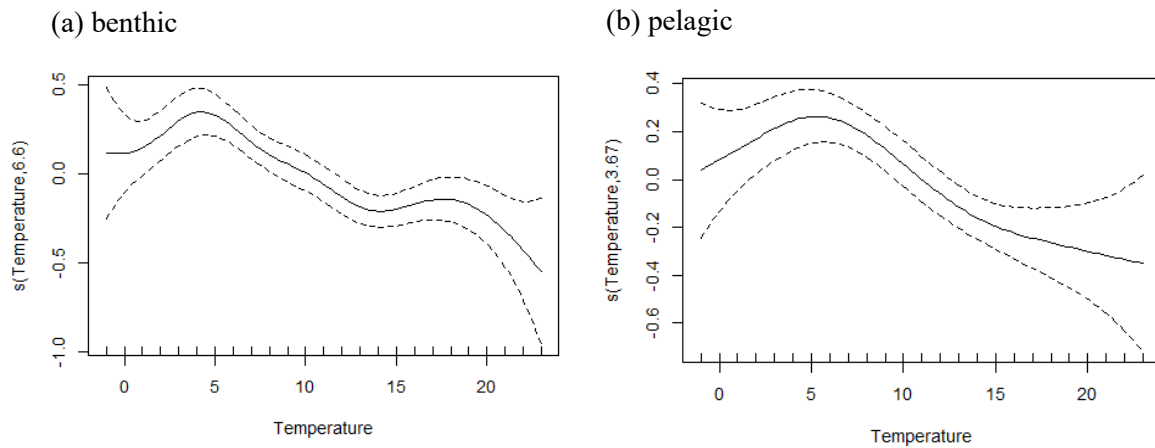 (a) benthic
0.5
0.0
-0.5
-1.0
s(Temperature,6.6)
0 5 10 15 20
Temperature
(b) pelagic
0.4
0.2
0.0
-0.2
-0.4
-0.6
s(Temperature,3.67)
0 5 10 15 20
Temperature